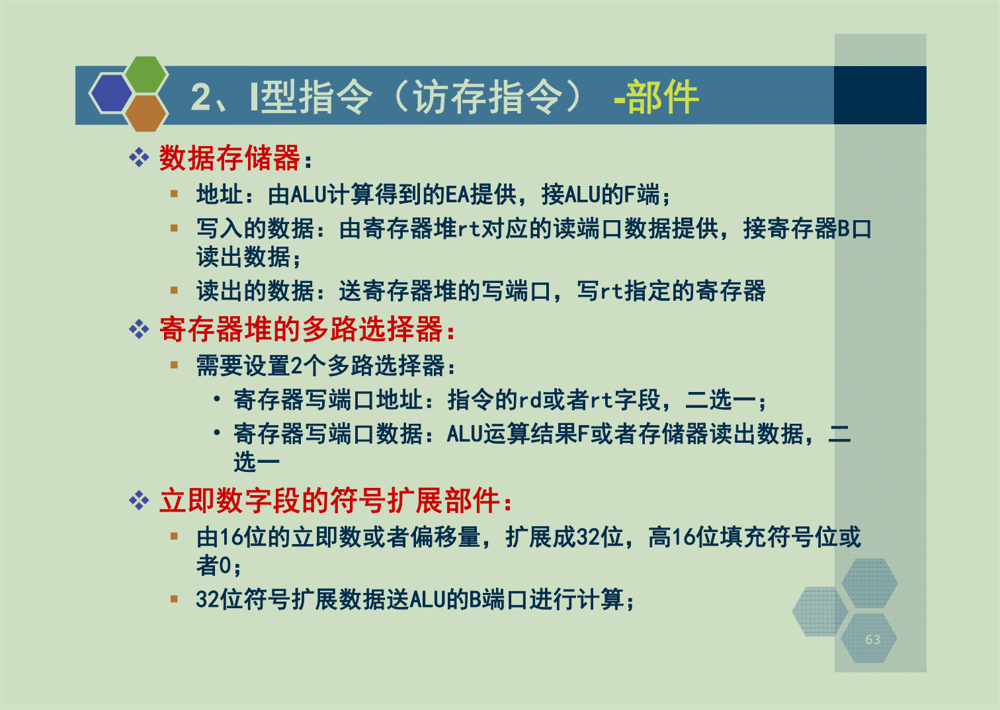 2、I型指令（访存指令） -部件
数据存储器：
地址：由ALU计算得到的EA提供，接ALU的F端；
写入的数据：由寄存器堆rt对应的读端口数据提供，接寄存器B口
读出数据；
读出的数据：送寄存器堆的写端口，写rt指定的寄存器
寄存器堆的多路选择器：
需要设置2个多路选择器：
• 寄存器写端口地址：指令的rd或者rt字段，二选一；
• 寄存器写端口数据：ALU运算结果F或者存储器读出数据，二
选一
立即数字段的符号扩展部件：
由16位的立即数或者偏移量，扩展成32位，高16位填充符号位或
者0；
32位符号扩展数据送ALU的B端口进行计算；
63